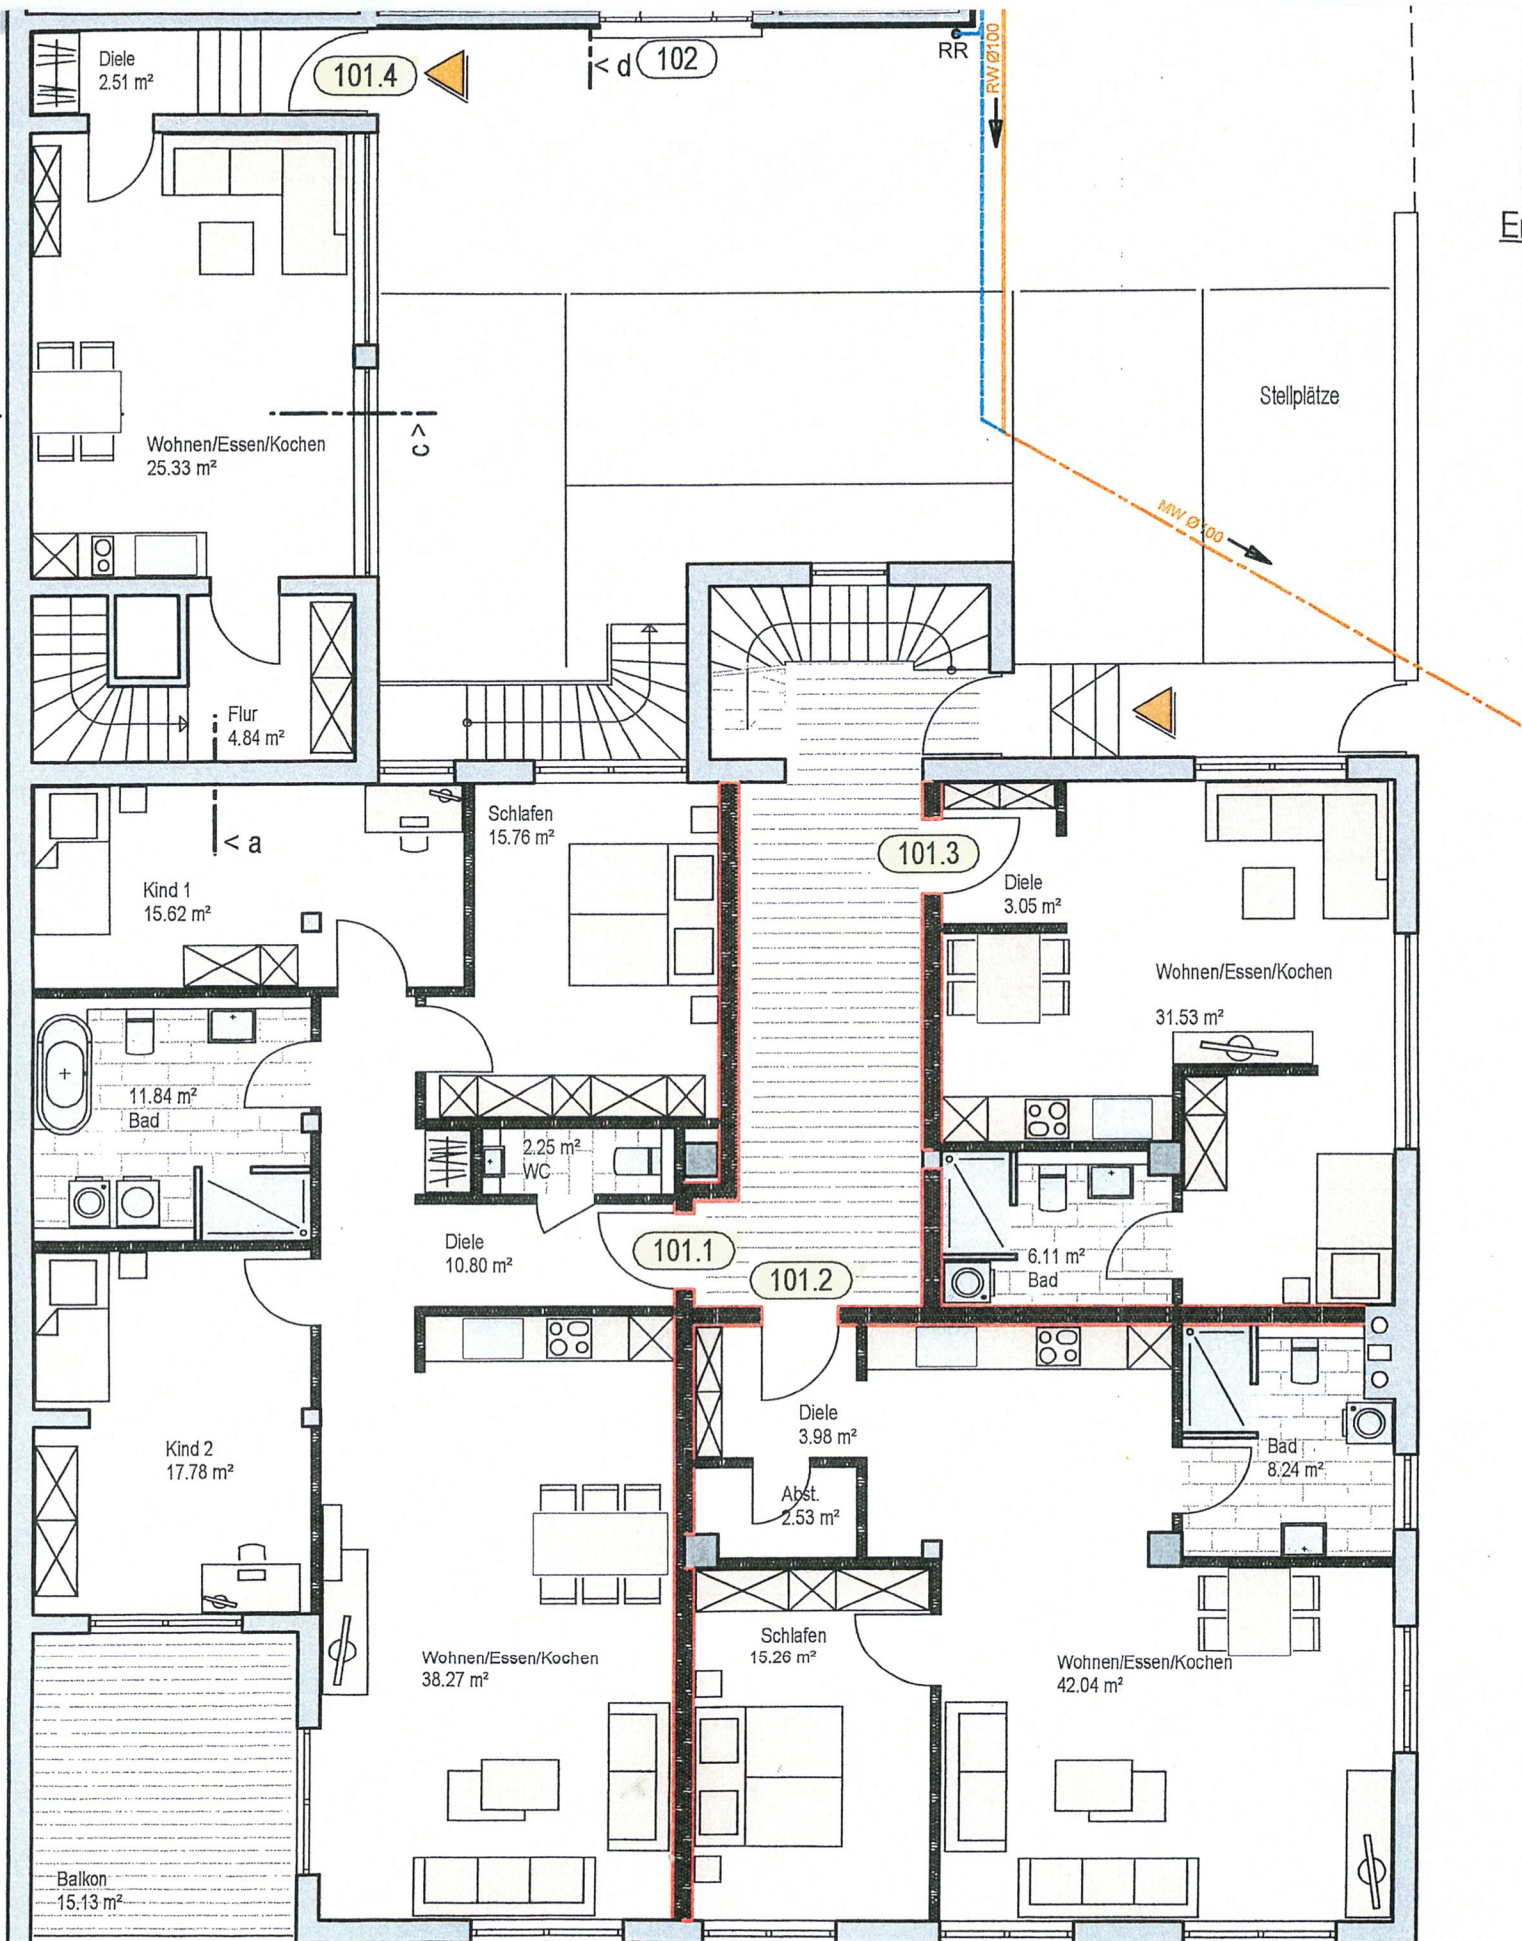 Diele
2.51 m²
101.4
< d
102
RR
RW Ø100
Wohnen/Essen/Kochen
25.33 m²
c >
Stellplätze
MW Ø100
Flur
4.84 m²
< a
Schlafen
15.76 m²
Kind 1
15.62 m²
101.3
Diele
3.05 m²
Wohnen/Essen/Kochen
31.53 m²
11.84 m²
Bad
2.25 m²
WC
Diele
10.80 m²
101.1
101.2
6.11 m²
Bad
Diele
3.98 m²
Kind 2
17.78 m²
Abst.
2.53 m²
Bad
8.24 m²
Wohnen/Essen/Kochen
38.27 m²
Schlafen
15.26 m²
Wohnen/Essen/Kochen
42.04 m²
Balkon
15.13 m²